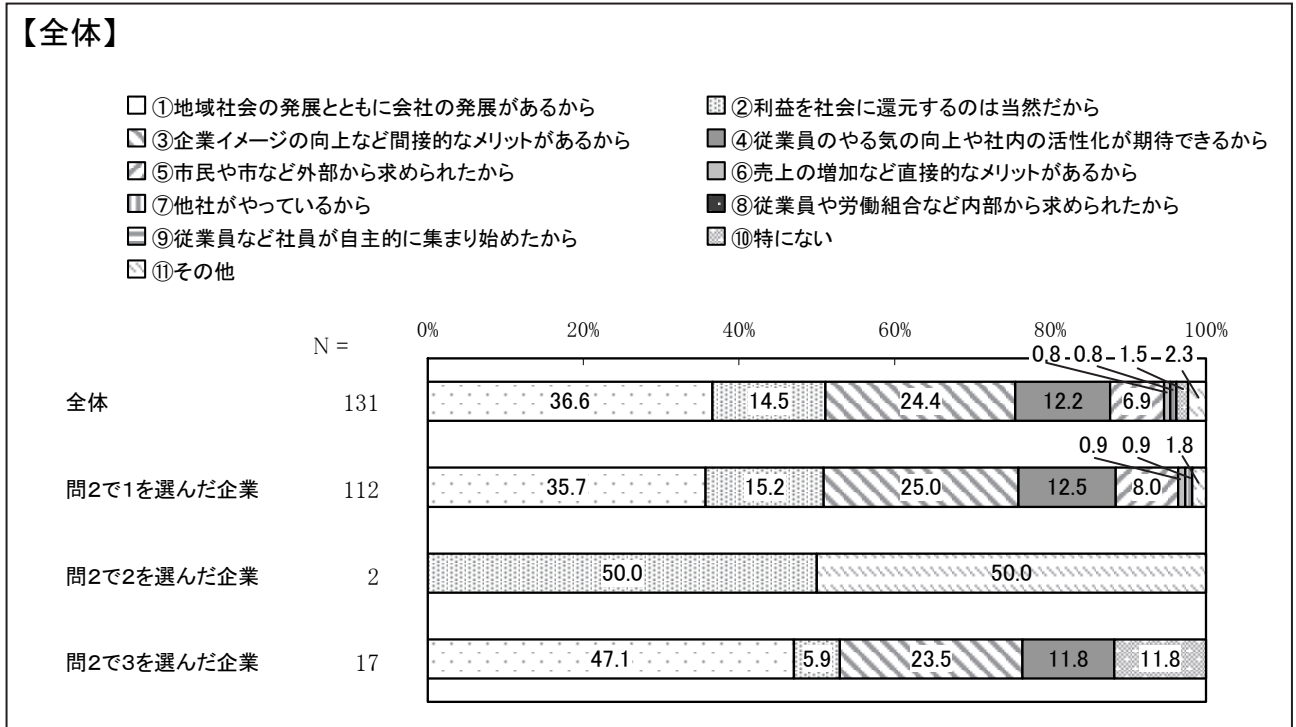 【全体】
①地域社会の発展とともに会社の発展があるから ②利益を社会に還元するのは当然だから
③企業イメージの向上など間接的なメリットがあるから ④従業員のやる気の向上や社内の活性化が期待できるから
⑤市民や市など外部から求められたから ⑥売上の増加など直接的なメリットがあるから
⑦他社がやっているから ⑧従業員や労働組合など内部から求められたから
⑨従業員など社員が自主的に集まり始めたから ⑩特にない
⑪その他
0% 20% 40% 60% 80% 100%
N =
0.8 0.8 1.5 2.3
全体 131 36.6 14.5 24.4 12.2 6.9
0.9 0.9 1.8
問2で1を選んだ企業 112 35.7 15.2 25.0 12.5 8.0
問2で2を選んだ企業 2 50.0 50.0
問2で3を選んだ企業 17 47.1 5.9 23.5 11.8 11.8